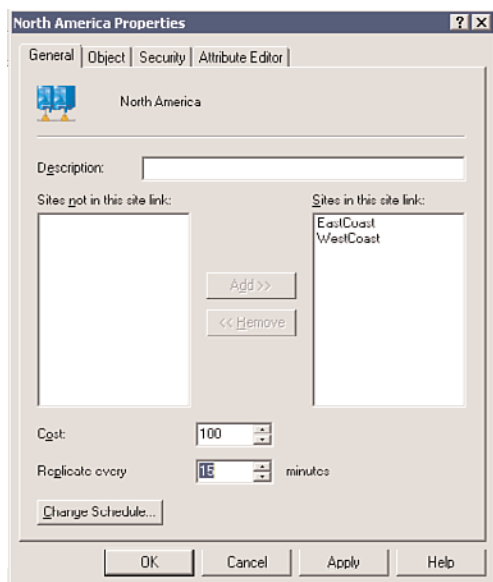 North America Properties
General Object Security Attribute Editor
North America
Description:
Sites not in this site link:
Sites in this site link:
EastCoast
WestCoast
Add >>
<< Remove
Cost: 100
Replicate every 15 minutes
Change Schedule...
OK Cancel Apply Help